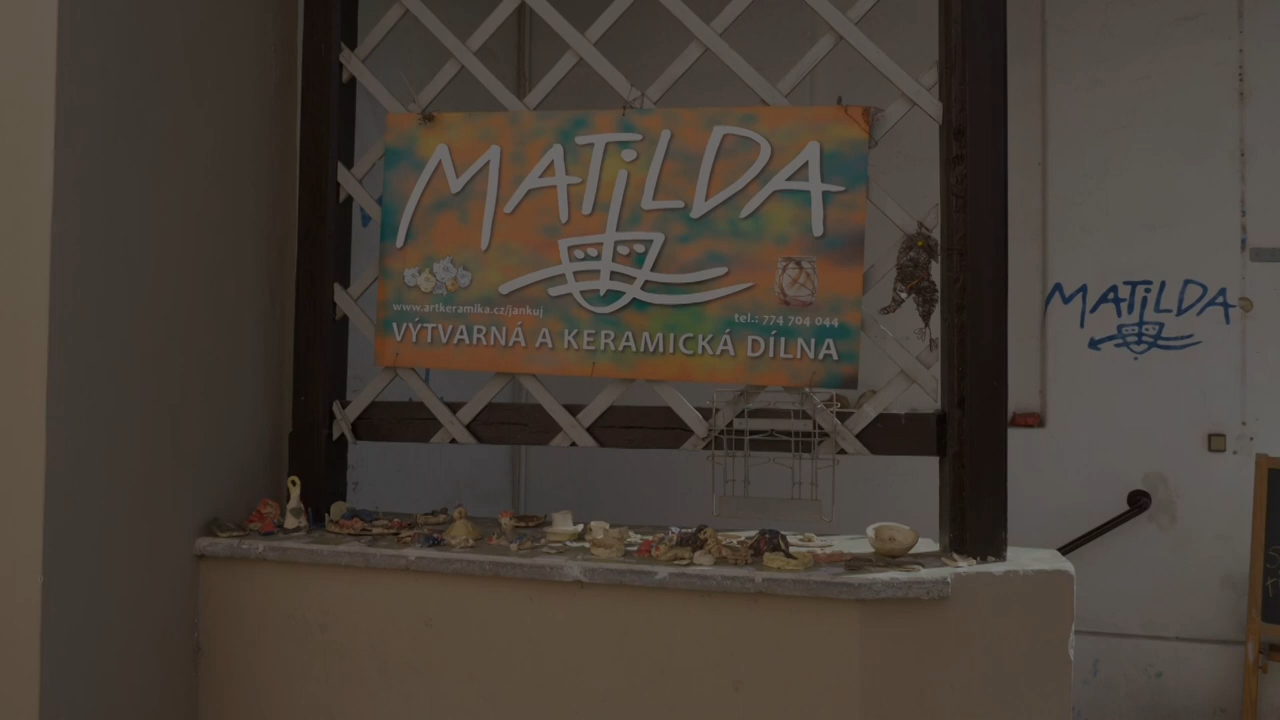 MATiLDA
www.artkeramika.cz/jankuj
tel.: 774 704 044
VÝTVARNÁ A KERAMICKÁ DÍLNA
MATiLDA